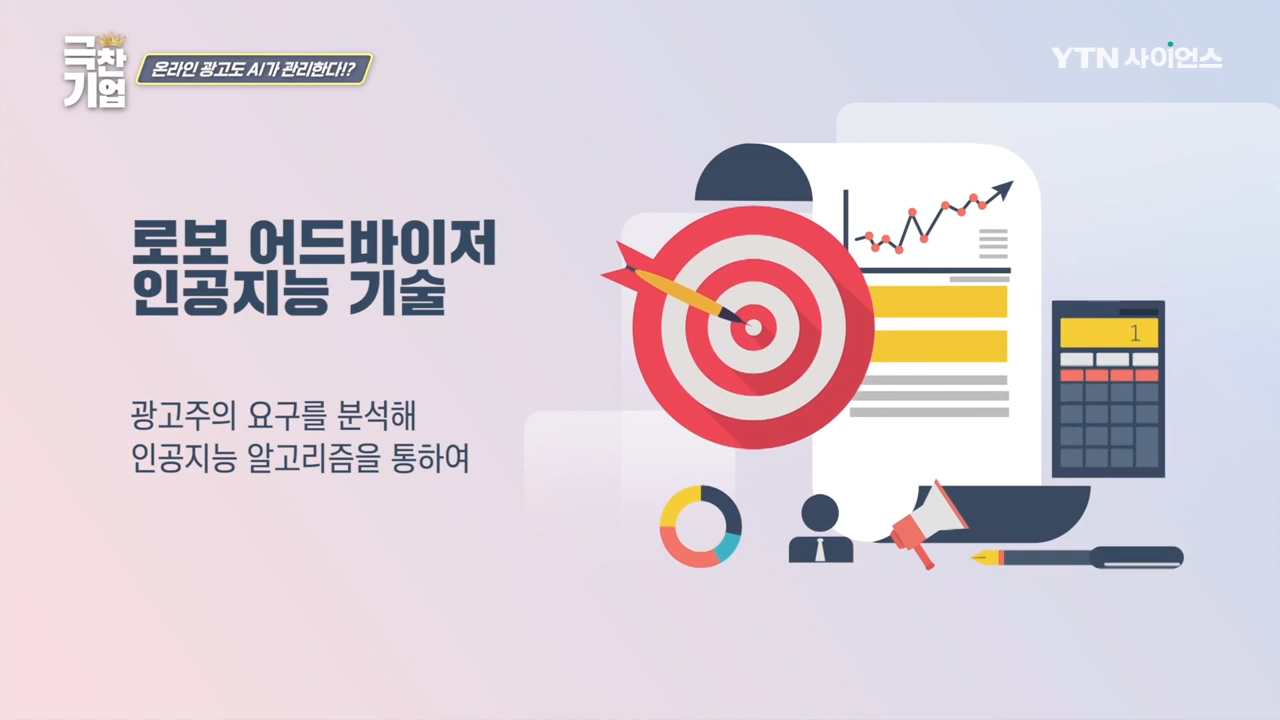 극찬
기업
온라인 광고도 AI가 관리한다!?
YTN 사이언스
로보 어드바이저
인공지능 기술
광고주의 요구를 분석해
인공지능 알고리즘을 통하여
1